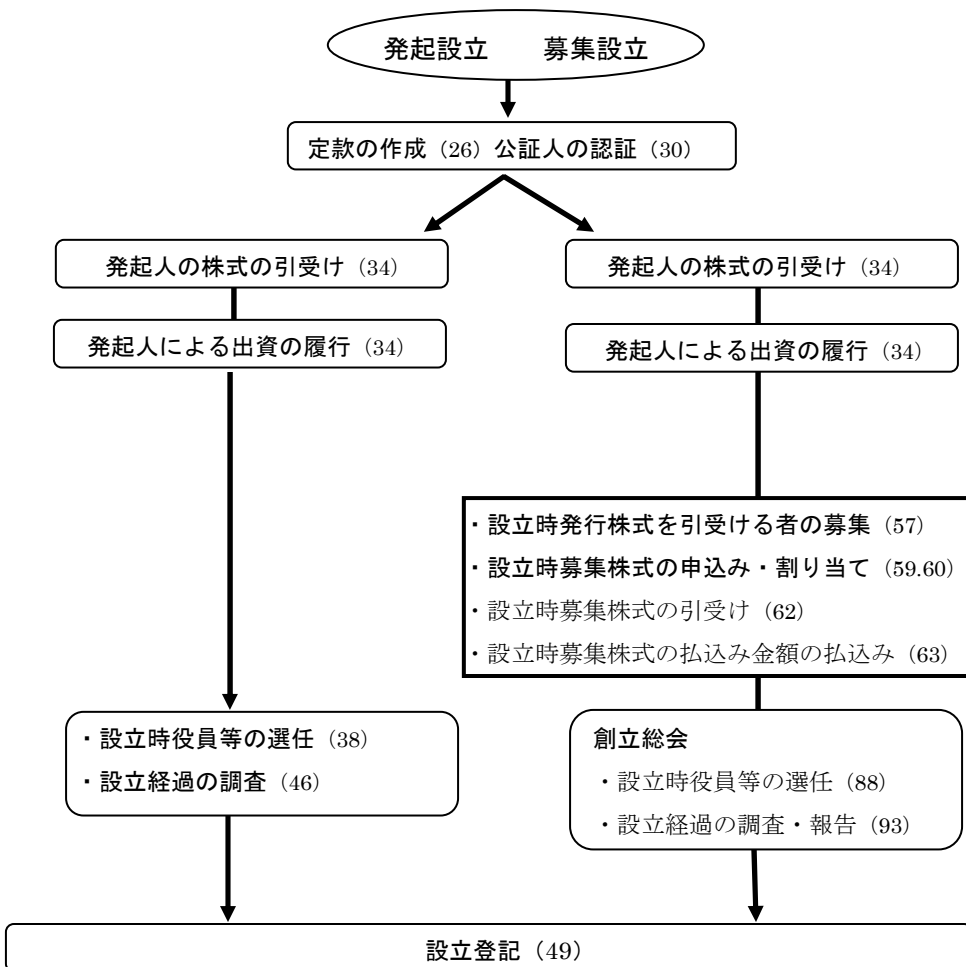 発起設立　　募集設立
定款の作成（26）公証人の認証（30）
発起人の株式の引受け（34）
発起人による出資の履行（34）
発起人の株式の引受け（34）
発起人による出資の履行（34）
・設立時発行株式を引受ける者の募集（57）
・設立時募集株式の申込み・割り当て（59.60）
・設立時募集株式の引受け（62）
・設立時募集株式の払込み金額の払込み（63）
・設立時役員等の選任（38）
・設立経過の調査（46）
創立総会
・設立時役員等の選任（88）
・設立経過の調査・報告（93）
設立登記（49）